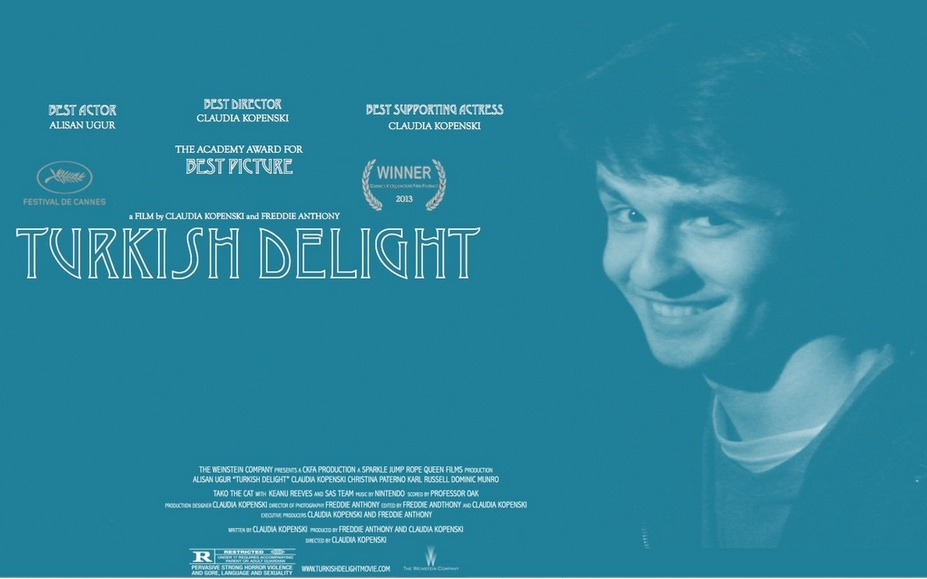 BEST ACTOR
ALISAN UGUR
BEST DIRECTOR
CLAUDIA KOPENSKI
BEST SUPPORTING ACTRESS
CLAUDIA KOPENSKI
THE ACADEMY AWARD FOR
BEST PICTURE
FESTIVAL DE CANNES
WINNER
2013
a FILM by CLAUDIA KOPENSKI and FREDDIE ANTHONY
TURKISH DELIGHT
THE WEINSTEIN COMPANY PRESENTS A CKFA PRODUCTION A SPARKLE JUMP ROPE QUEEN FILMS PRODUCTION
ALISAN UGUR "TURKISH DELIGHT" CLAUDIA KOPENSKI CHRISTINA PATERNO KARL RUSSELL DOMINIC MUNRO
TAKO THE CAT WITH KEANU REEVES AND SAS TEAM MUSIC BY NINTENDO SCORED BY PROFESSOR OAK
PRODUCTION DESIGNER CLAUDIA KOPENSKI DIRECTOR OF PHOTOGRAPHY FREDDIE ANTHONY EDITED BY FREDDIE ANDTHONY AND CLAUDIA KOPENSKI
EXECUTIVE PRODUCERS CLAUDIA KOPENSKI AND FREDDIE ANTHONY
WRITTEN BY CLAUDIA KOPENSKI PRODUCED BY FREDDIE ANTHONY AND CLAUDIA KOPENSKI
DIRECTED BY CLAUDIA KOPENSKI
R RESTRICTED
UNDER 17 REQUIRES ACCOMPANYING
PARENT OR ADULT GUARDIAN
PERVASIVE STRONG HORROR VIOLENCE
AND GORE, LANGUAGE AND SEXUALITY
WWW.TURKISHDELIGHTMOVIE.COM
THE WEINSTEIN COMPANY